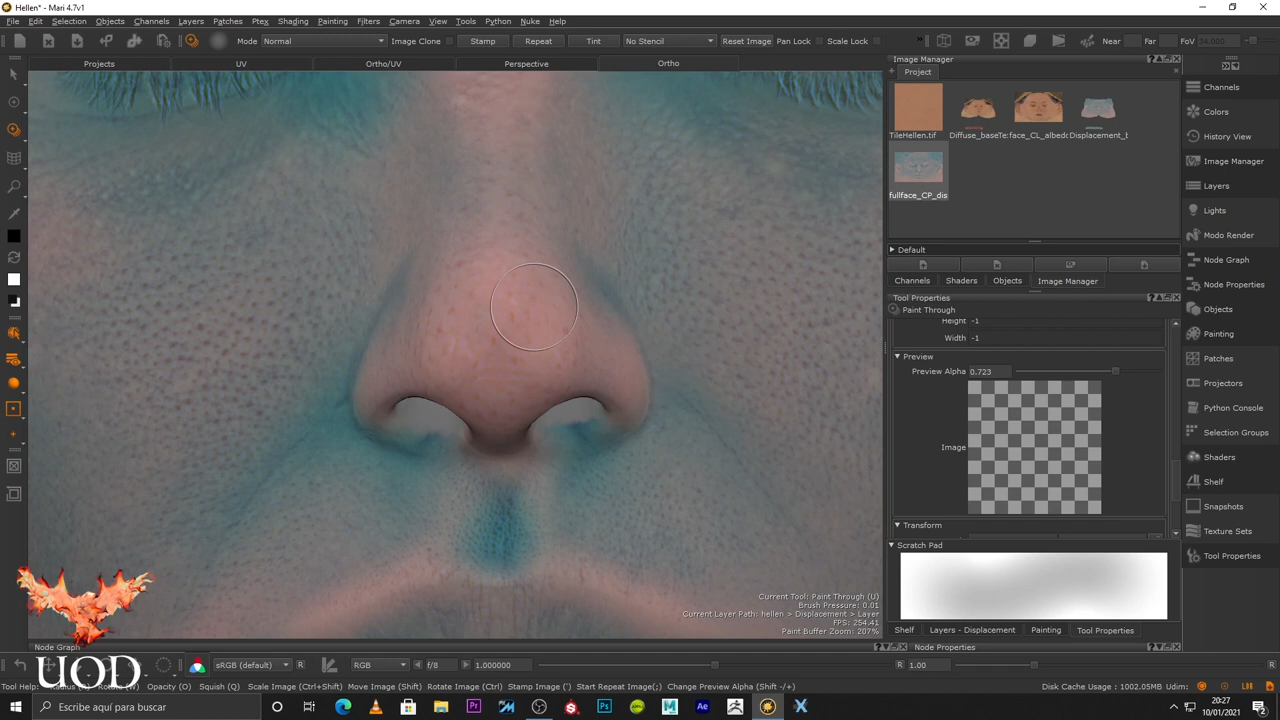 Hellen* - Mari 4.7v1
File Edit Selection Objects Channels Layers Patches Ptex Shading Painting Filters Camera View Tools Python Nuke Help
Mode Normal Image Clone Stamp Repeat Tint No Stencil Reset Image Pan Lock Scale Lock » Near Far FoV 24.000
Projects UV Ortho/UV Perspective Ortho
Image Manager
Project
TileHellen.tif Diffuse_baseTe: face_CL_albedo Displacement_b
fullface_CP_dis
Default
Channels Shaders Objects Image Manager
Tool Properties
Paint Through
Height -1
Width -1
Preview
Preview Alpha 0.723
Image
Transform
Scratch Pad
Shelf Layers - Displacement Painting Tool Properties
Channels
Colors
History View
Image Manager
Layers
Lights
Modo Render
Node Graph
Node Properties
Objects
Painting
Patches
Projectors
Python Console
Selection Groups
Shaders
Shelf
Snapshots
Texture Sets
Tool Properties
Current Tool: Paint Through (U)
Brush Pressure: 0.01
Current Layer Path: hellen > Displacement > Layer
FPS: 254.41
Paint Buffer Zoom: 207%
Node Graph Node Properties
UOD
sRGB (default) R RGB f/8 1.000000 R 1.00 R
Tool Help: Radius (R) Rotate (W) Opacity (O) Squish (Q) Scale Image (Ctrl+Shift) Move Image (Shift) Rotate Image (Ctrl) Stamp Image (') Start Repeat Image(;) Change Preview Alpha (Shift -/+) Disk Cache Usage : 1002.05MB Udim:
Escribe aquí para buscar
20:27
10/01/2021